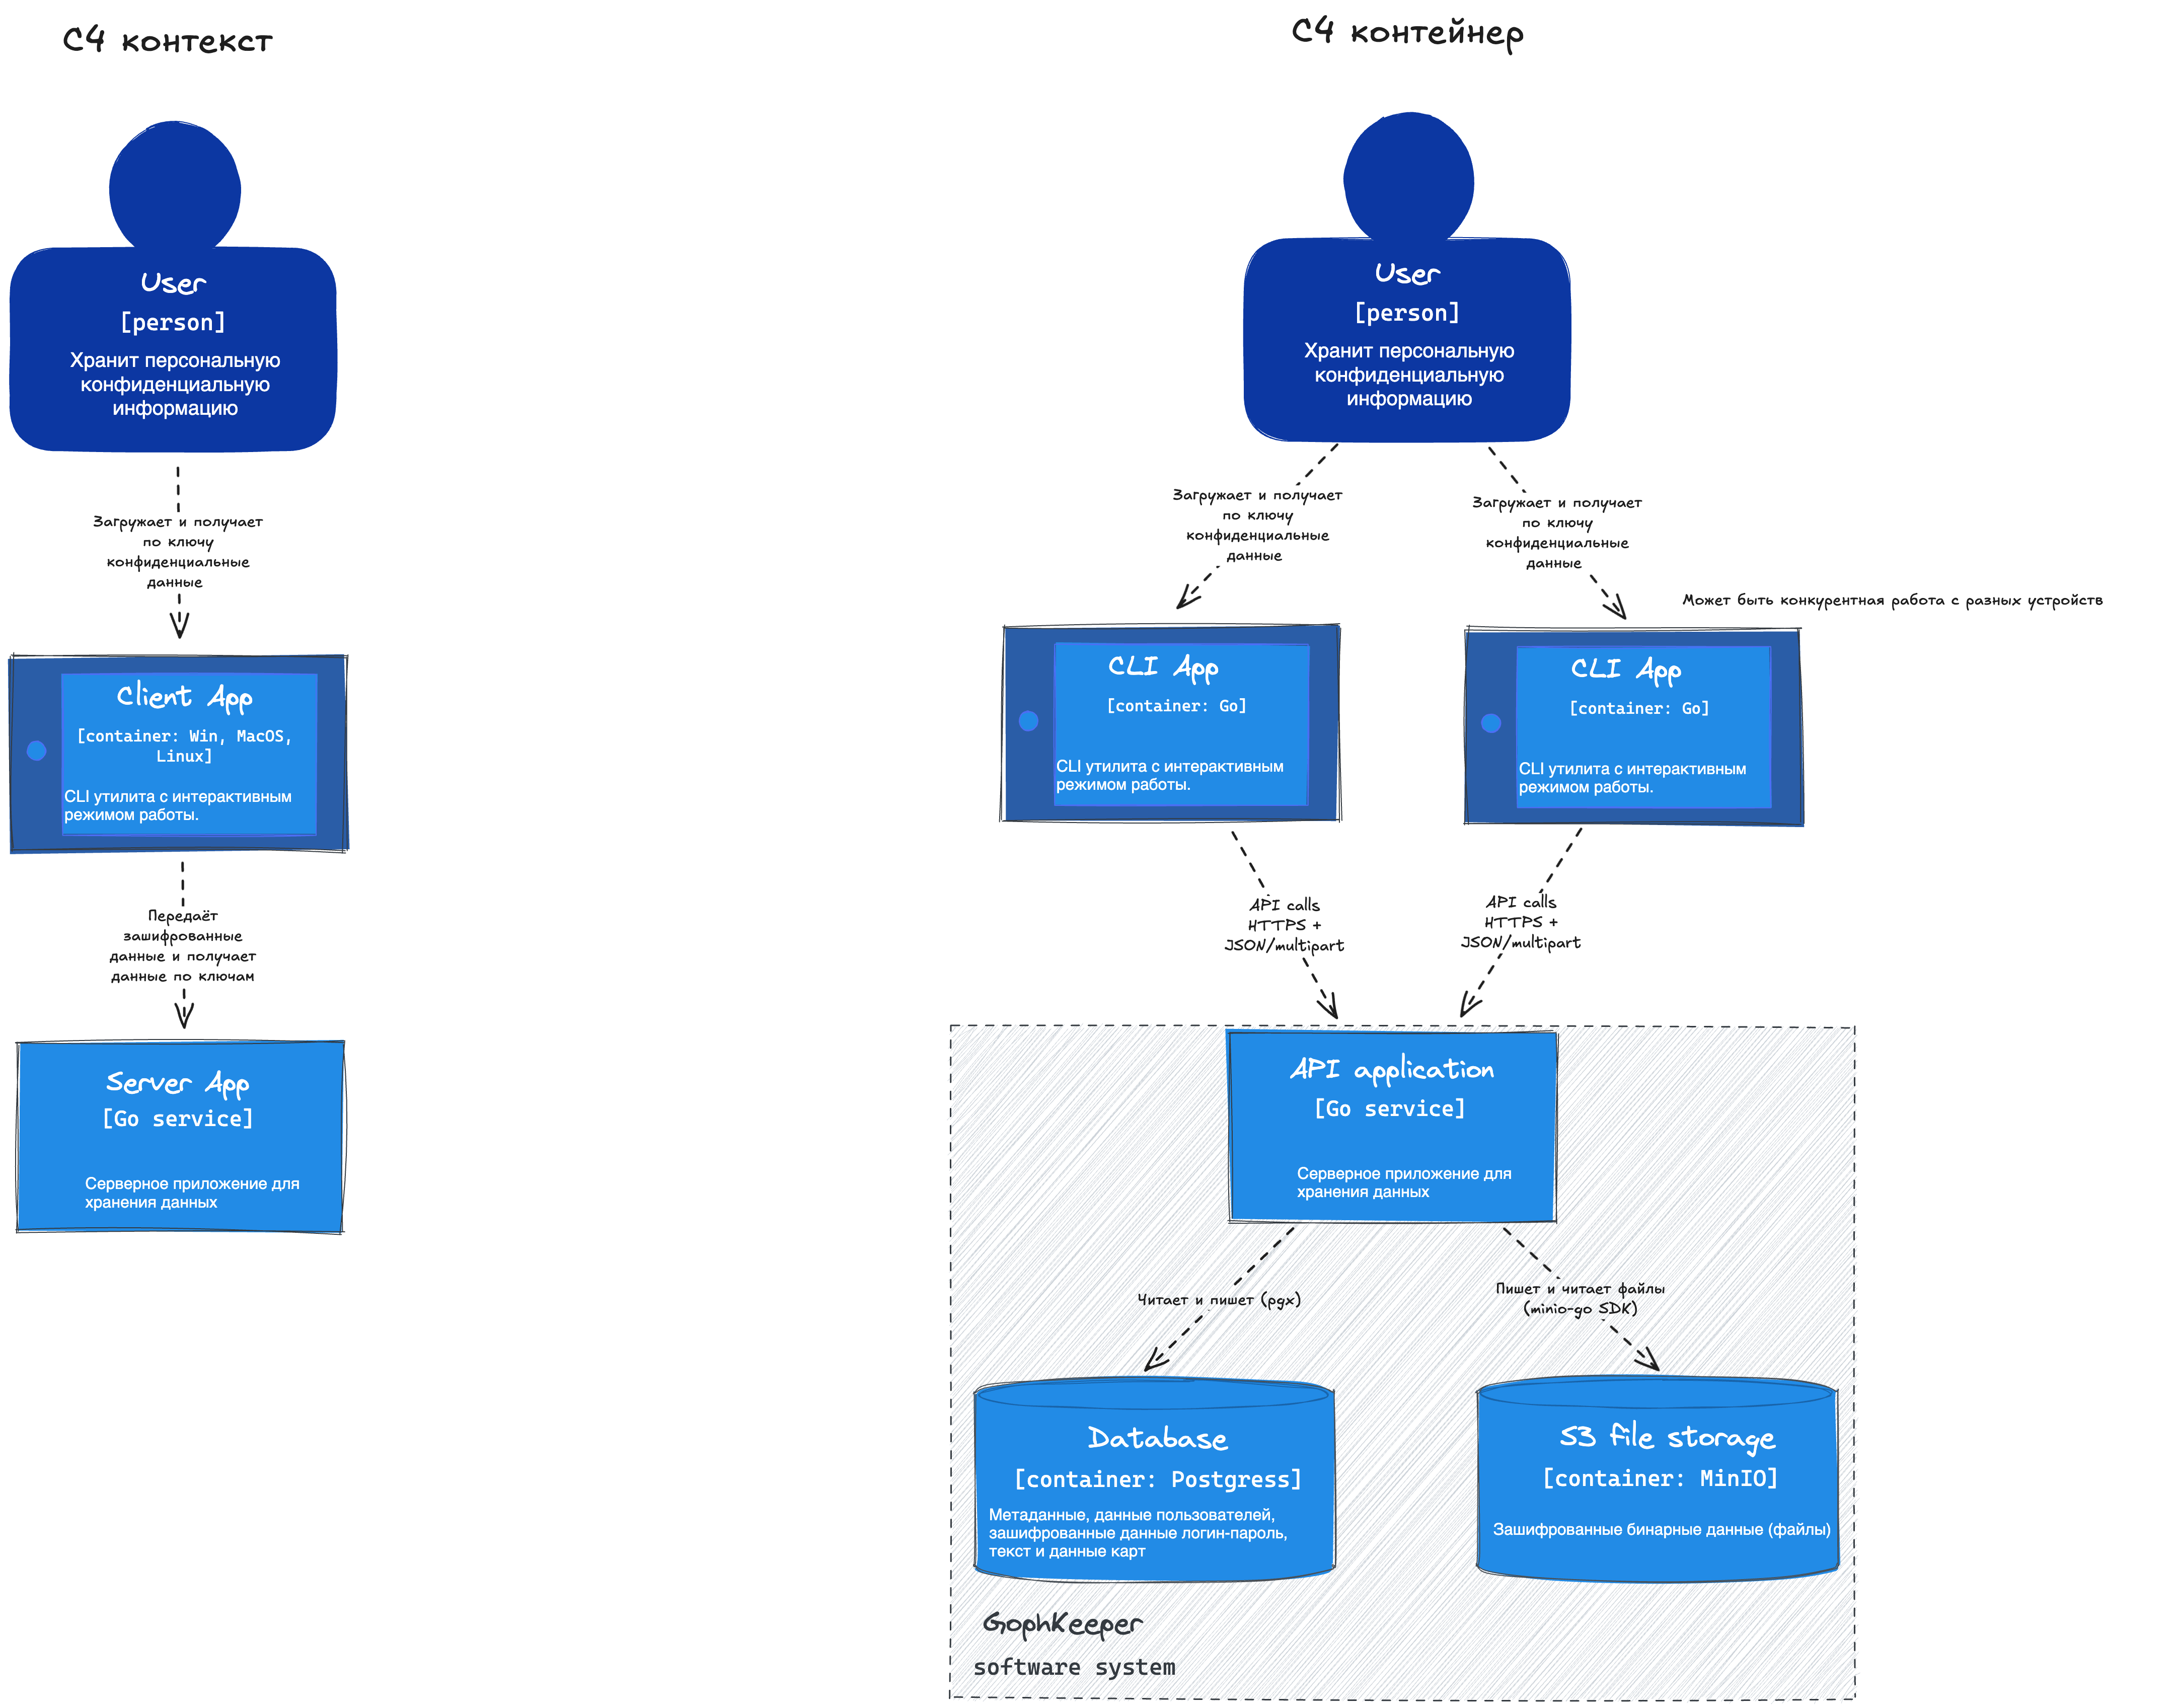 C4 контекст
User
[person]
Хранит персональную
конфиденциальную
информацию
Загружает и получает
по ключу
конфиденциальные
данные
Client App
[container: Win, MacOS,
Linux]
CLI утилита с интерактивным
режимом работы.
Передаёт
зашифрованные
данные и получает
данные по ключам
Server App
[Go service]
Серверное приложение для
хранения данных
C4 контейнер
User
[person]
Хранит персональную
конфиденциальную
информацию
Загружает и получает
по ключу
конфиденциальные
данные
Загружает и получает
по ключу
конфиденциальные
данные
Может быть конкурентная работа с разных устройств
CLI App
[container: Go]
CLI утилита с интерактивным
режимом работы.
CLI App
[container: Go]
CLI утилита с интерактивным
режимом работы.
API calls
HTTPS +
JSON/multipart
API calls
HTTPS +
JSON/multipart
API application
[Go service]
Серверное приложение для
хранения данных
Читает и пишет (pgx)
Пишет и читает файлы
(minio-go SDK)
Database
[container: Postgress]
Метаданные, данные пользователей,
зашифрованные данные логин-пароль,
текст и данные карт
S3 file storage
[container: MinIO]
Зашифрованные бинарные данные (файлы)
GophKeeper
software system